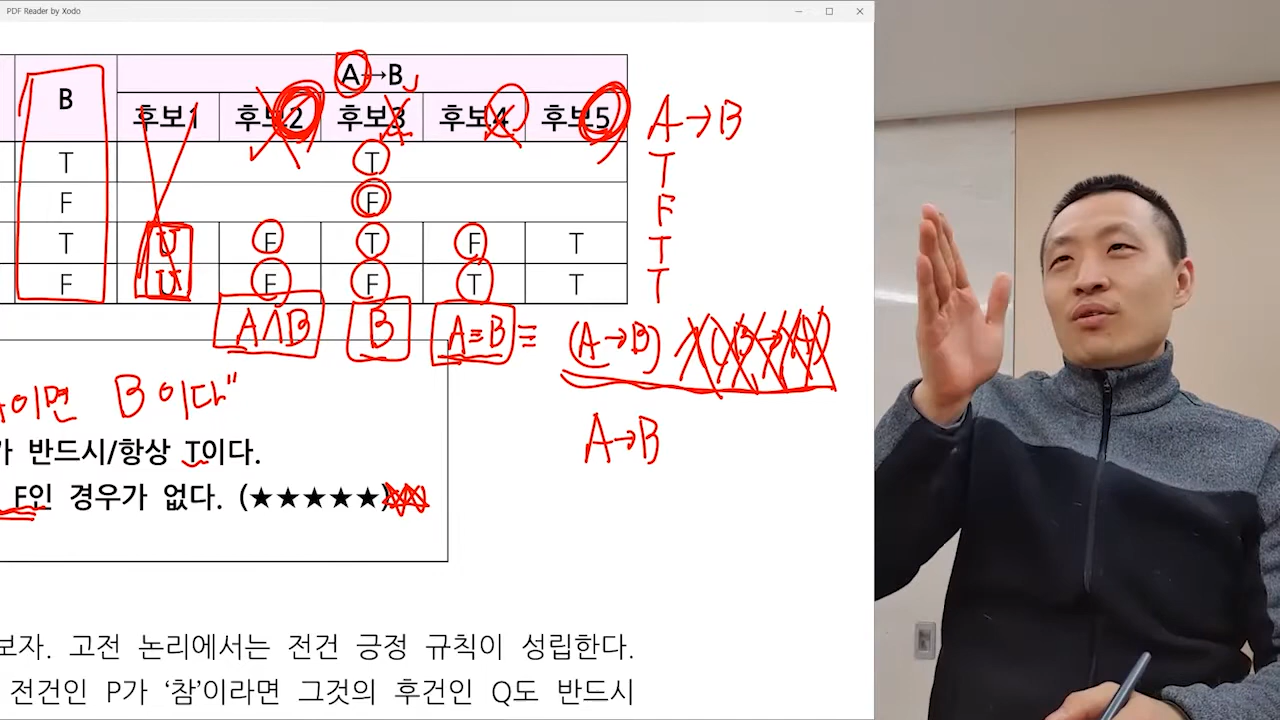 PDF Reader by Xodo
A→B
B
후보1 후보2 후보3 후보4 후보5
A→B
T T T
F F F
T U F T F T T
F U F F T T T
A∧B B A≡B ≡ (A→B)
이면 B이다"
A→B
가 반드시/항상 T이다.
F인 경우가 없다. (★★★★★)
보자. 고전 논리에서는 전건 긍정 규칙이 성립한다.
전건인 P가 ‘참’이라면 그것의 후건인 Q도 반드시